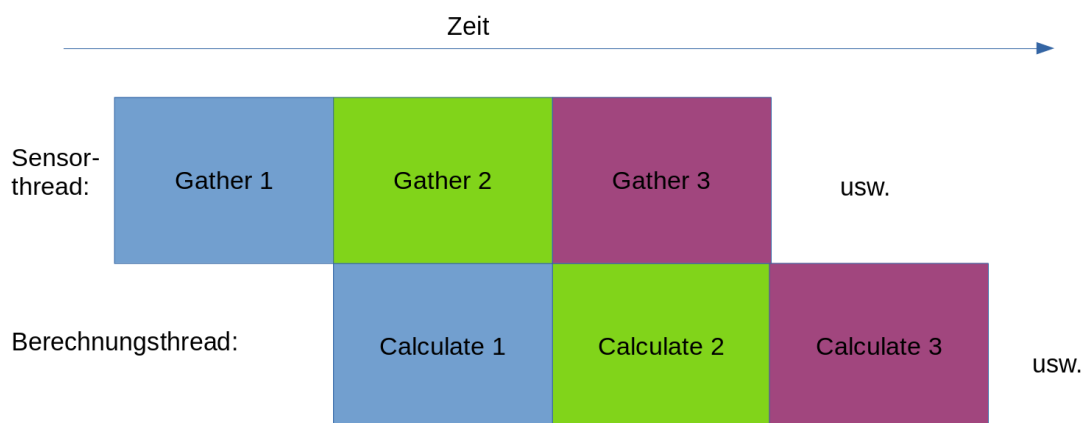 Zeit
Sensor-
thread:
Gather 1
Gather 2
Gather 3
usw.
Berechnungsthread:
Calculate 1
Calculate 2
Calculate 3
usw.